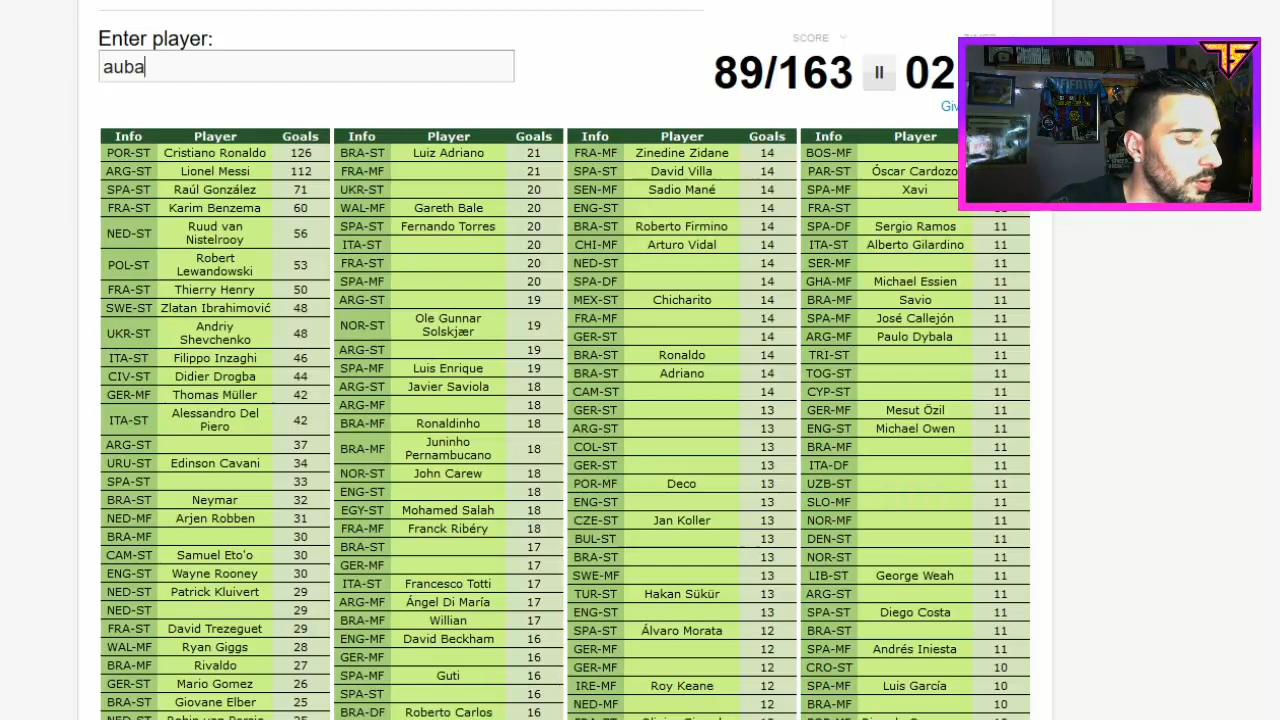 Enter player:
auba
SCORE
89/163
02
Giv
Info Player Goals
POR-ST Cristiano Ronaldo 126
ARG-ST Lionel Messi 112
SPA-ST Raúl González 71
FRA-ST Karim Benzema 60
NED-ST Ruud van Nistelrooy 56
POL-ST Robert Lewandowski 53
FRA-ST Thierry Henry 50
SWE-ST Zlatan Ibrahimović 48
UKR-ST Andriy Shevchenko 48
ITA-ST Filippo Inzaghi 46
CIV-ST Didier Drogba 44
GER-MF Thomas Müller 42
ITA-ST Alessandro Del Piero 42
ARG-ST 37
URU-ST Edinson Cavani 34
SPA-ST 33
BRA-ST Neymar 32
NED-MF Arjen Robben 31
BRA-MF 30
CAM-ST Samuel Eto'o 30
ENG-ST Wayne Rooney 30
NED-ST Patrick Kluivert 29
NED-ST 29
FRA-ST David Trezeguet 29
WAL-MF Ryan Giggs 28
BRA-MF Rivaldo 27
GER-ST Mario Gomez 26
BRA-ST Giovane Elber 25
Info Player Goals
BRA-ST Luiz Adriano 21
FRA-MF 21
UKR-ST 20
WAL-MF Gareth Bale 20
SPA-ST Fernando Torres 20
ITA-ST 20
FRA-ST 20
SPA-MF 20
ARG-ST 19
NOR-ST Ole Gunnar Solskjær 19
ARG-ST 19
SPA-MF Luis Enrique 19
ARG-ST Javier Saviola 18
ARG-MF 18
BRA-MF Ronaldinho 18
BRA-MF Juninho Pernambucano 18
NOR-ST John Carew 18
ENG-ST 18
EGY-ST Mohamed Salah 18
FRA-MF Franck Ribéry 18
BRA-ST 17
GER-MF 17
ITA-ST Francesco Totti 17
ARG-MF Ángel Di María 17
BRA-MF Willian 17
ENG-MF David Beckham 16
GER-MF 16
SPA-MF Guti 16
SPA-ST 16
BRA-DF Roberto Carlos 16
Info Player Goals
FRA-MF Zinedine Zidane 14
SPA-ST David Villa 14
SEN-MF Sadio Mané 14
ENG-ST 14
BRA-ST Roberto Firmino 14
CHI-MF Arturo Vidal 14
NED-ST 14
SPA-DF 14
MEX-ST Chicharito 14
FRA-MF 14
GER-ST 14
BRA-ST Ronaldo 14
BRA-ST Adriano 14
CAM-ST 14
GER-ST 13
ARG-ST 13
COL-ST 13
GER-ST 13
POR-MF Deco 13
ENG-ST 13
CZE-ST Jan Koller 13
BUL-ST 13
BRA-ST 13
SWE-MF 13
TUR-ST Hakan Sükür 13
ENG-ST 13
SPA-ST Álvaro Morata 12
GER-MF 12
GER-MF 12
IRE-MF Roy Keane 12
NED-MF 12
Info Player
BOS-MF
PAR-ST Óscar Cardozo
SPA-MF Xavi
FRA-ST
SPA-DF Sergio Ramos 11
ITA-ST Alberto Gilardino 11
SER-MF 11
GHA-MF Michael Essien 11
BRA-MF Savio 11
SPA-MF José Callejón 11
ARG-MF Paulo Dybala 11
TRI-ST 11
TOG-ST 11
CYP-ST 11
GER-MF Mesut Özil 11
ENG-ST Michael Owen 11
BRA-MF 11
ITA-DF 11
UZB-ST 11
SLO-MF 11
NOR-MF 11
DEN-ST 11
NOR-ST 11
LIB-ST George Weah 11
ARG-ST 11
SPA-ST Diego Costa 11
BRA-ST 11
SPA-MF Andrés Iniesta 11
CRO-ST 10
SPA-MF Luis García 10
BRA-MF 10